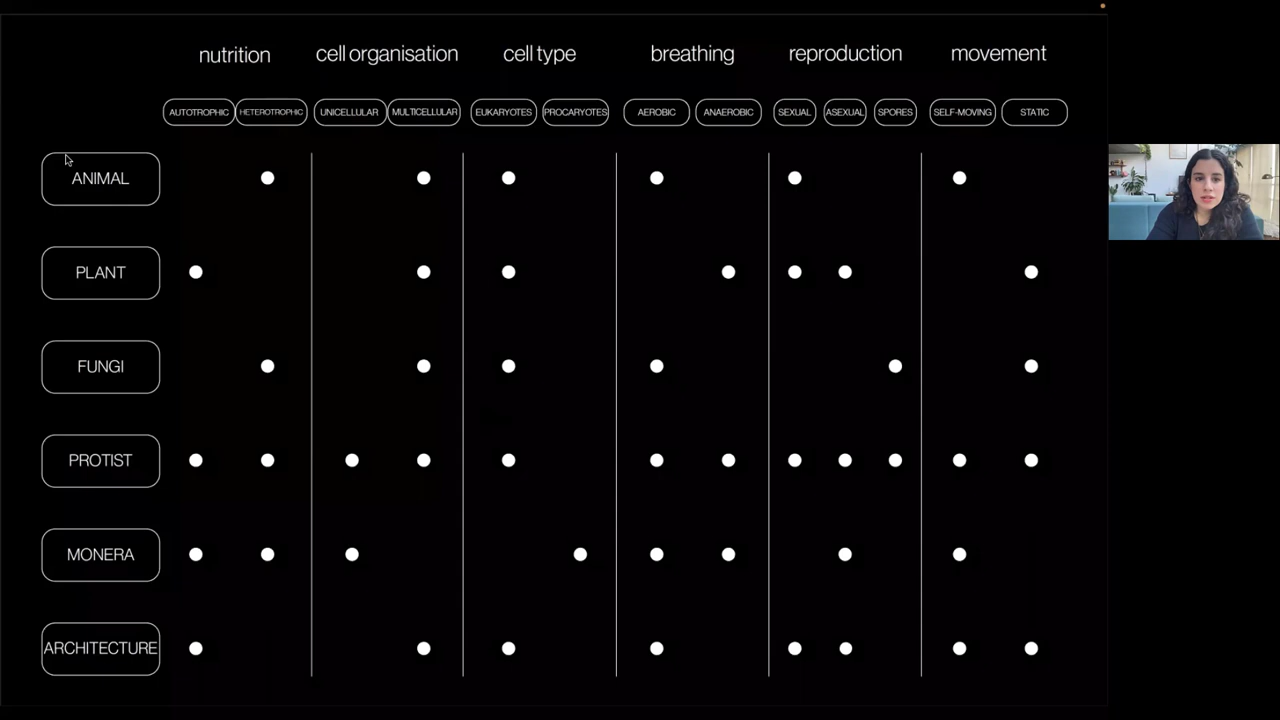 nutrition cell organisation cell type breathing reproduction movement
AUTOTROPHIC HETEROTROPHIC UNICELLULAR MULTICELLULAR EUKARYOTES PROCARYOTES AEROBIC ANAEROBIC SEXUAL ASEXUAL SPORES SELF-MOVING STATIC
ANIMAL
PLANT
FUNGI
PROTIST
MONERA
ARCHITECTURE